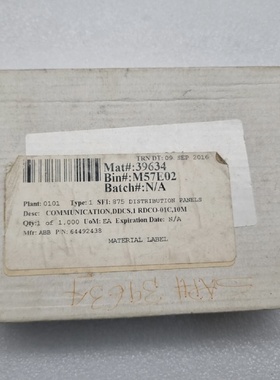 TRN DT: 09 SEP 2016
Mat#:39634
Bin#:M57E02
Batch#:N/A
Plant: 0101 Type: 1 SFI: 875 DISTRIBUTION PANELS
Desc: COMMUNICATION,DDCS,1 RDCO-01C,10M
Qty:1 of 1.000 UoM: EA Expiration Date: N/A
Mfr: ABB P/N: 64492438
MATERIAL LABEL
39634